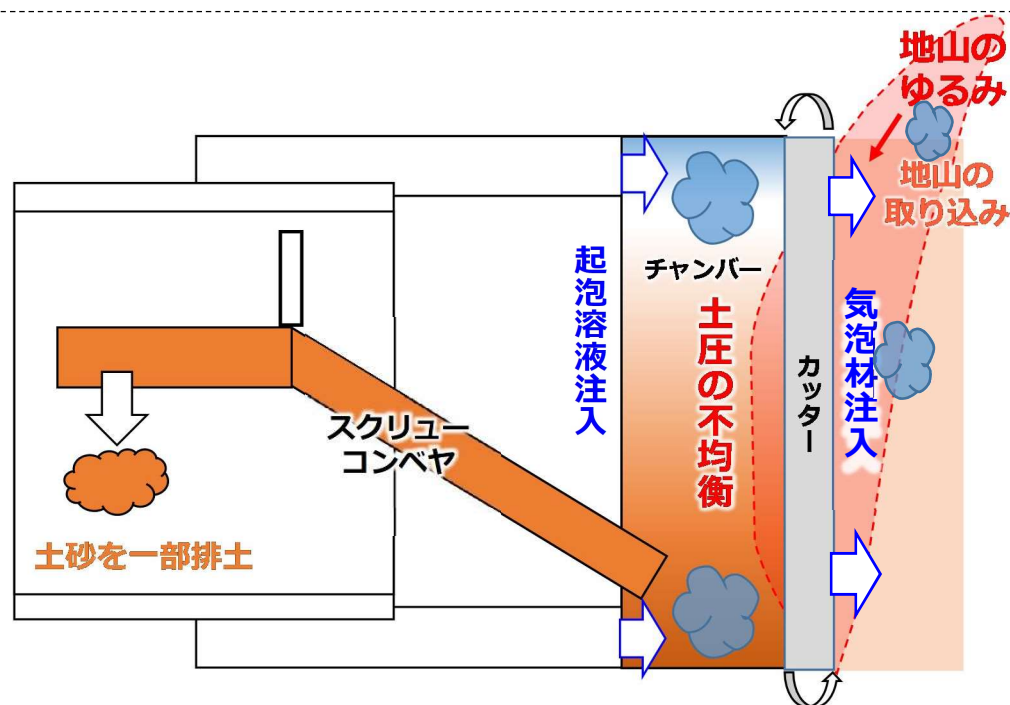 地山の
ゆるみ
地山の
取り込み
チャンバー
起泡溶液注入
土圧の不均衡
カッター
気泡材注入
スクリュー
コンベヤ
土砂を一部排土